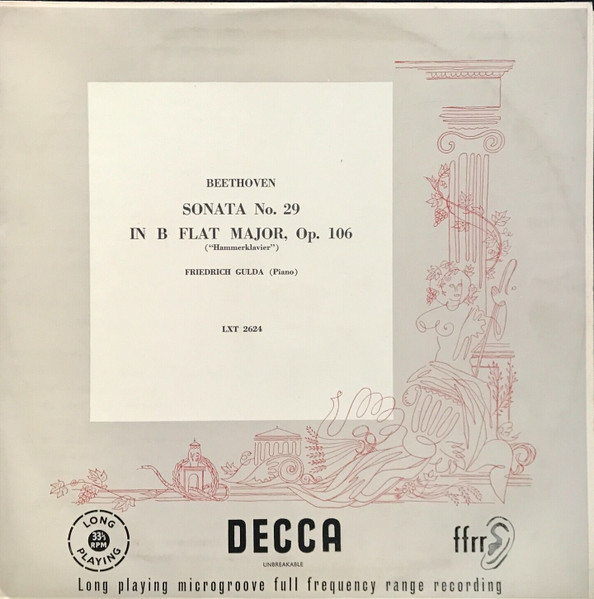 BEETHOVEN
SONATA No. 29
IN B FLAT MAJOR, Op. 106
("Hammerklavier")
FRIEDRICH GULDA (Piano)
LXT 2624
LONG
33⅓
RPM
PLAYING
DECCA
UNBREAKABLE
ffrr
Long playing microgroove full frequency range recording